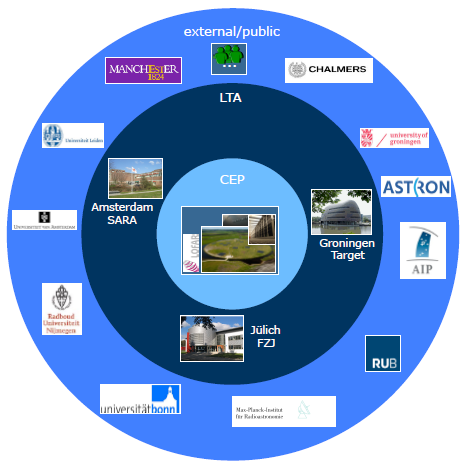 external/public
MANCHESTER
1824
CHALMERS
LTA
Universiteit Leiden
university of
groningen
CEP
ASTRON
Amsterdam
SARA
UNIVERSITEIT VAN AMSTERDAM
LOFAR
Groningen
Target
AIP
Radboud
Universiteit
Nijmegen
Jülich
FZJ
RUB
universitätbonn
Max-Planck-Institut
für Radioastronomie